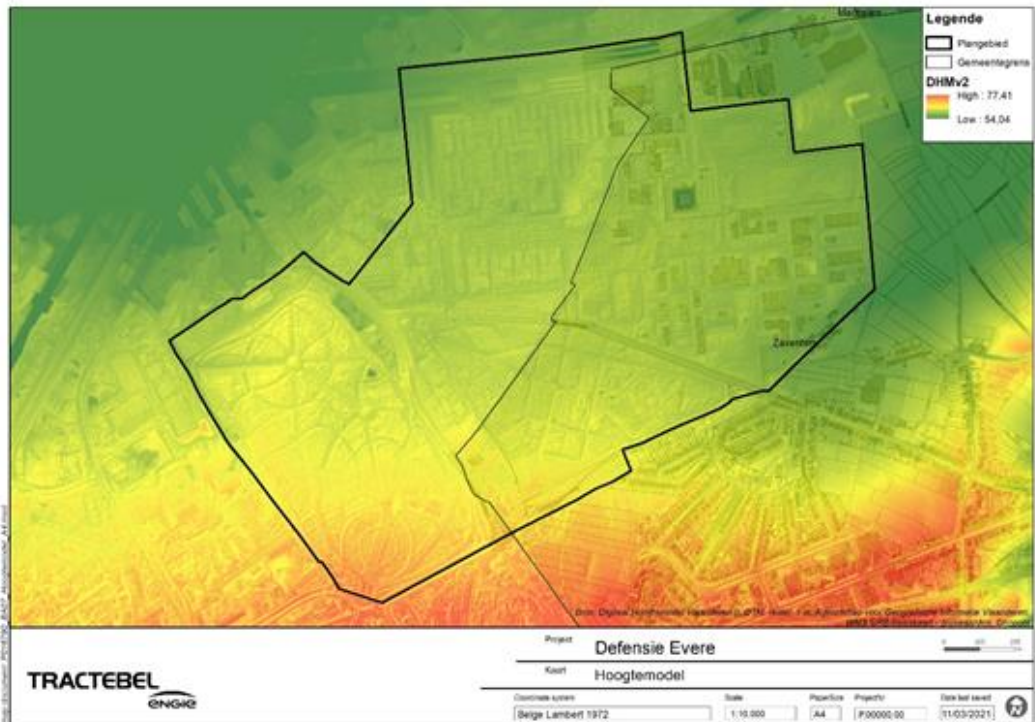 Legende
Plangebied
Gemeentegrens
DHMv2
High : 77,41
Low : 54,04
Zaventem
Project
Defensie Evere
Kaart
Hoogtemodel
TRACTEBEL
ENGIE
Coordinate system
Belge Lambert 1972
Scale
1:10.000
PaperSize
A4
ProjectNr
P.00000.00
Date last saved
11/03/2021